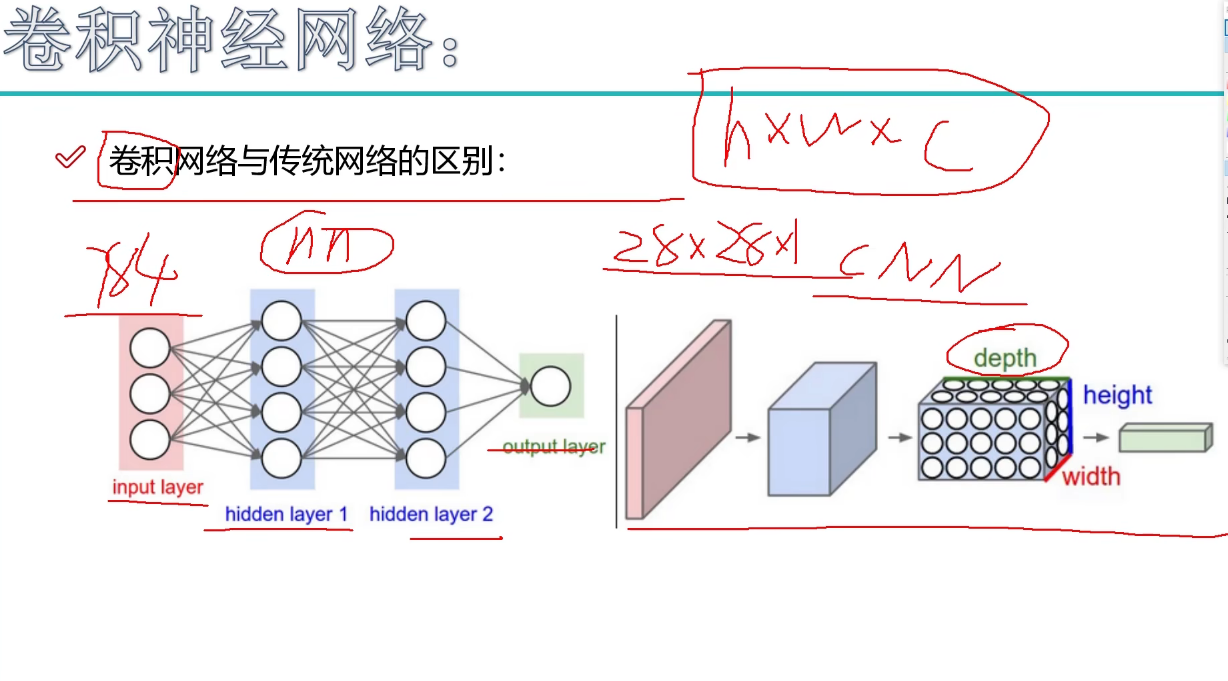 卷积神经网络：
h×w×c
卷积网络与传统网络的区别：
784
nn
28×28×1
CNN
depth
height
width
input layer
hidden layer 1
hidden layer 2
output layer